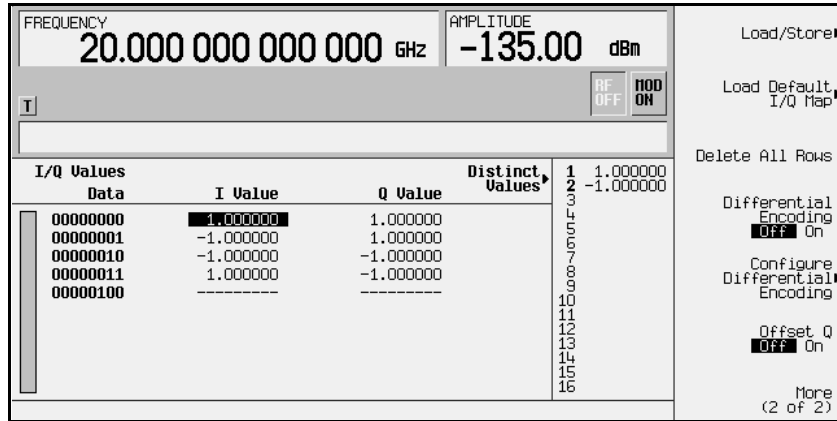 FREQUENCY
20.000 000 000 000 GHz
AMPLITUDE
-135.00 dBm
RF OFF
MOD ON
T
I/Q Values
Distinct Values
Data I Value Q Value
00000000 1.000000 1.000000
00000001 -1.000000 1.000000
00000010 -1.000000 -1.000000
00000011 1.000000 -1.000000
00000100 --------- ---------
1 1.000000
2 -1.000000
3
4
5
6
7
8
9
10
11
12
13
14
15
16
Load/Store
Load Default
I/Q Map
Delete All Rows
Differential
Encoding
Off On
Configure
Differential
Encoding
Offset Q
Off On
More
(2 of 2)